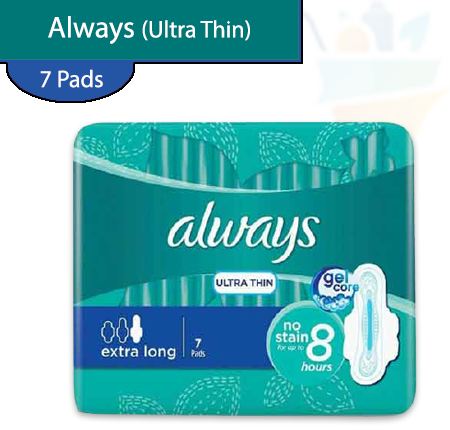 Always (Ultra Thin)
7 Pads
always
ULTRA THIN
gel
core
no
stain
for up to
8
hours
extra long
7
Pads